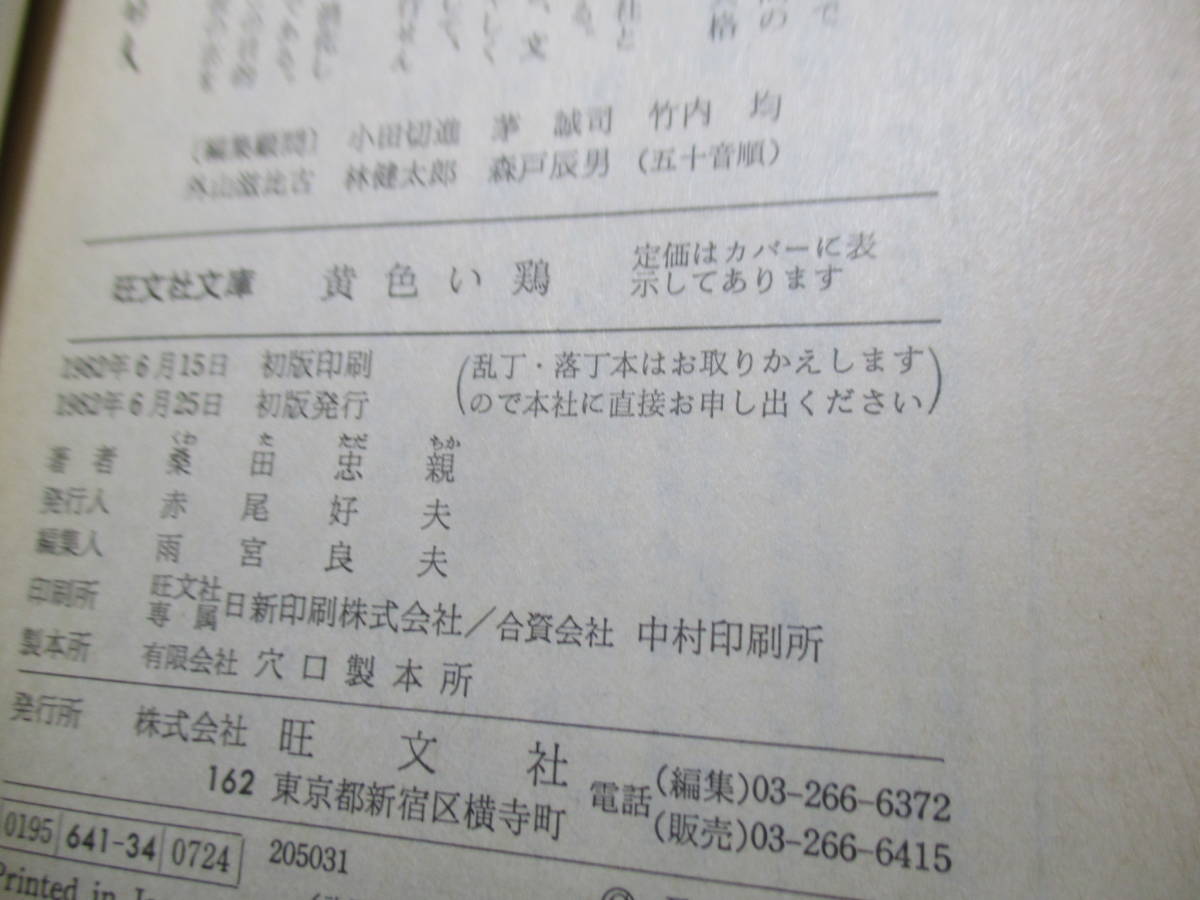 〔編集顧問〕 小田切進 茅 誠司 竹内 均
外山滋比古 林健太郎 森戸辰男 (五十音順)
旺文社文庫 黄色い鶏 定価はカバーに表
示してあります
1982年6月15日 初版印刷 (乱丁・落丁本はお取りかえします
1982年6月25日 初版発行 ので本社に直接お申し出ください)
くわ た ただ ちか
著者 桑田忠親
発行人 赤尾好夫
編集人 雨宮良夫
印刷所 旺文社専属 日新印刷株式会社/合資会社 中村印刷所
製本所 有限会社 穴口製本所
発行所 株式会社 旺文社
162 東京都新宿区横寺町
電話 (編集)03-266-6372
(販売)03-266-6415
0195 641-34 0724 205031
Printed in